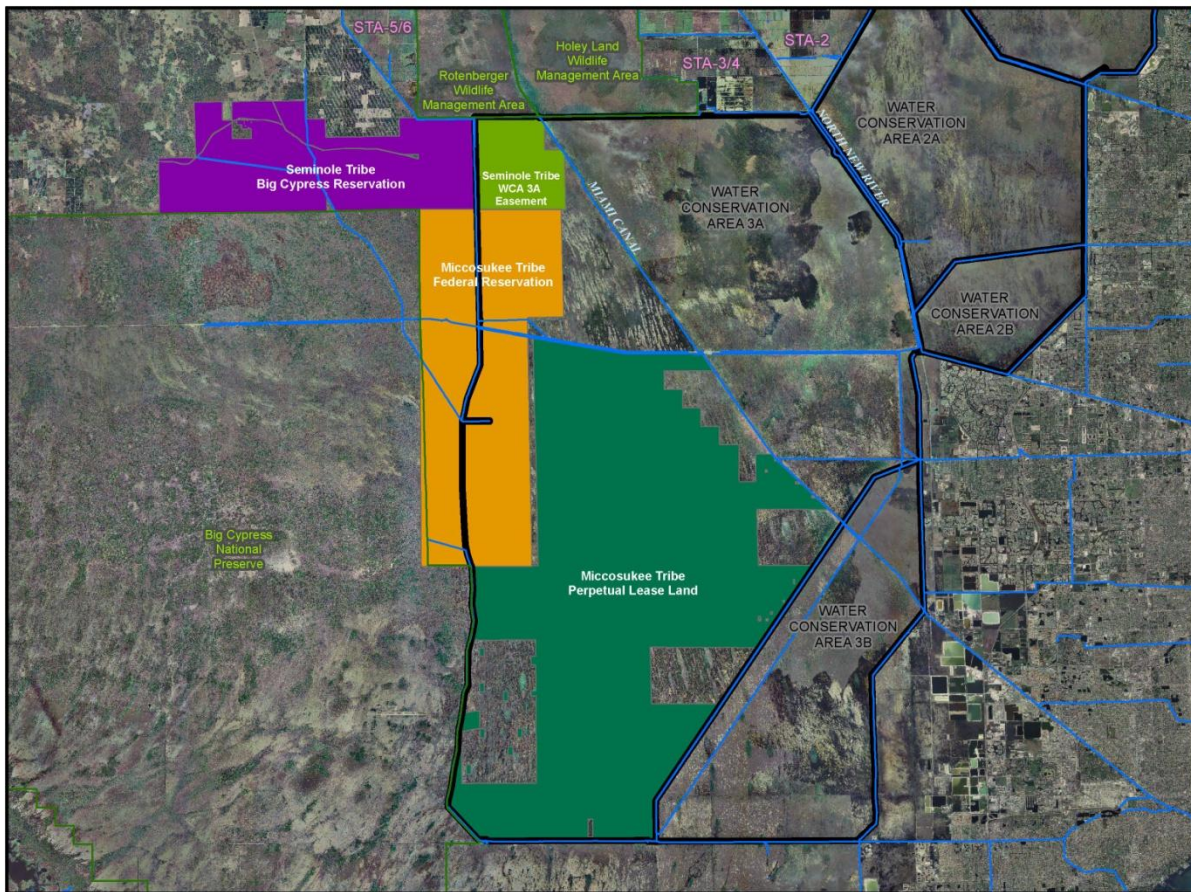 STA-5/6
Holey Land
Wildlife
Management Area
STA-2
STA-3/4
Rotenberger
Wildlife
Management Area
WATER
CONSERVATION
AREA 2A
NORTH NEW RIVER
Seminole Tribe
Big Cypress Reservation
Seminole Tribe
WCA 3A
Easement
MIAMI CANAL
WATER
CONSERVATION
AREA 3A
Miccosukee Tribe
Federal Reservation
WATER
CONSERVATION
AREA 2B
Big Cypress
National
Preserve
Miccosukee Tribe
Perpetual Lease Land
WATER
CONSERVATION
AREA 3B